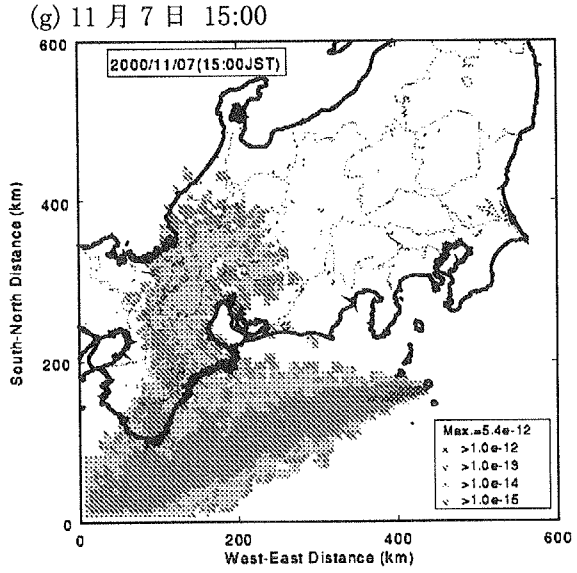 (g) 11月7日 15:00
600
2000/11/07(15:00JST)
400
South-North Distance (km)
200
Max.=5.4e-12
× >1.0e-12
>1.0e-13
>1.0e-14
>1.0e-15
0
0 200 400 600
West-East Distance (km)